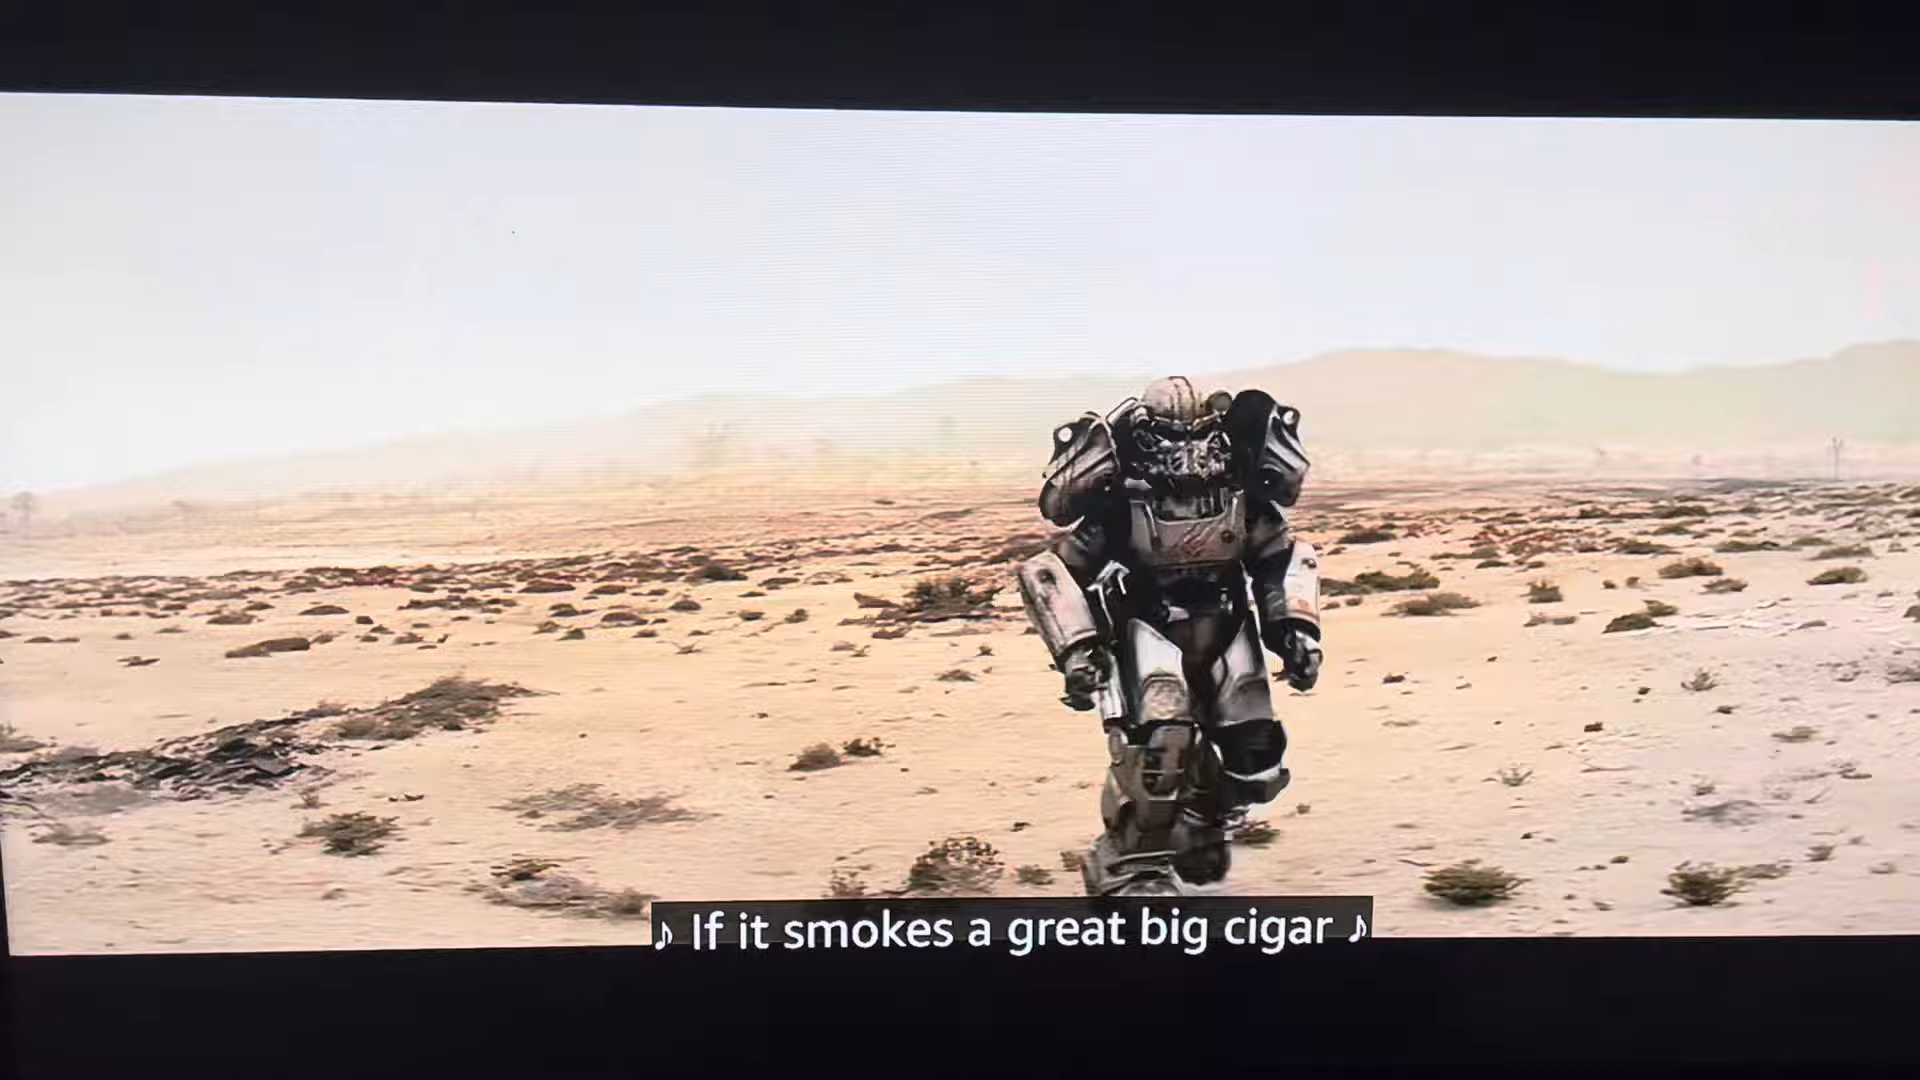 ♪ If it smokes a great big cigar ♪